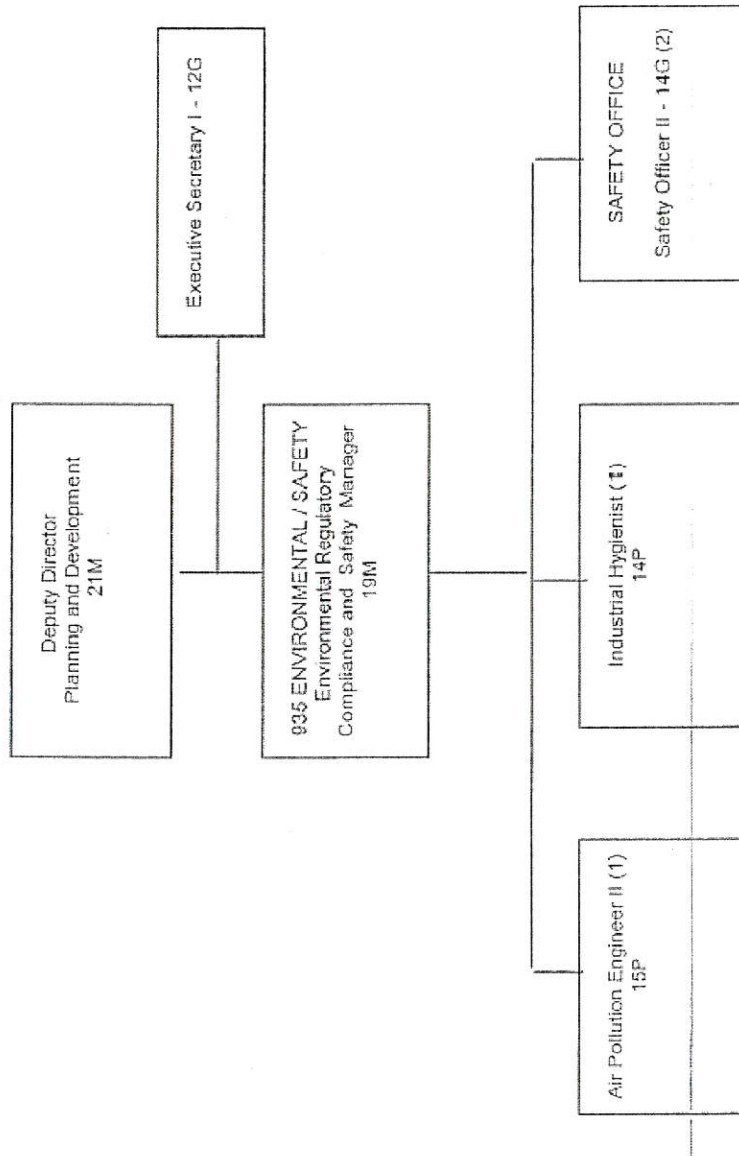 Deputy Director
Planning and Development
21M
Executive Secretary I - 12G
935 ENVIRONMENTAL / SAFETY
Environmental Regulatory
Compliance and Safety Manager
19M
Air Pollution Engineer II (1)
15P
Industrial Hygienist (1)
14P
SAFETY OFFICE
Safety Officer II - 14G (2)